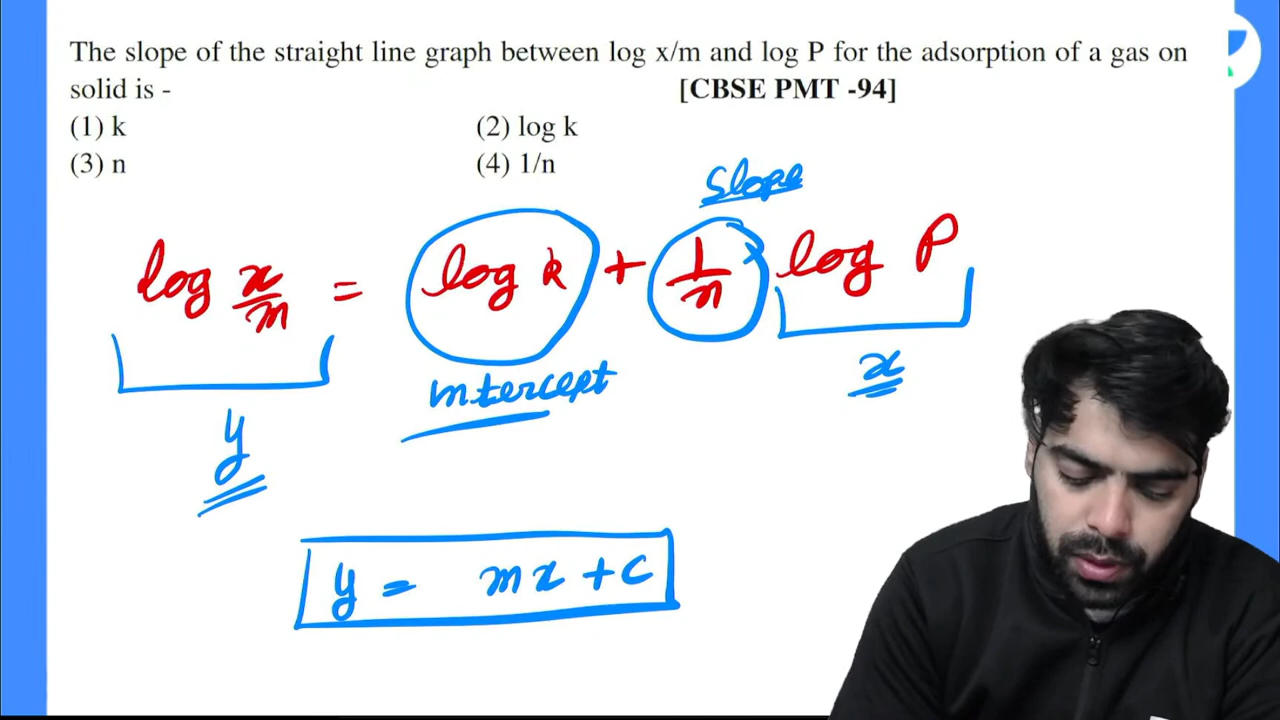 The slope of the straight line graph between log x/m and log P for the adsorption of a gas on
solid is - [CBSE PMT -94]
(1) k (2) log k
(3) n (4) 1/n
slope
log x/m = log k + 1/n log P
intercept x
y
y = mx + c